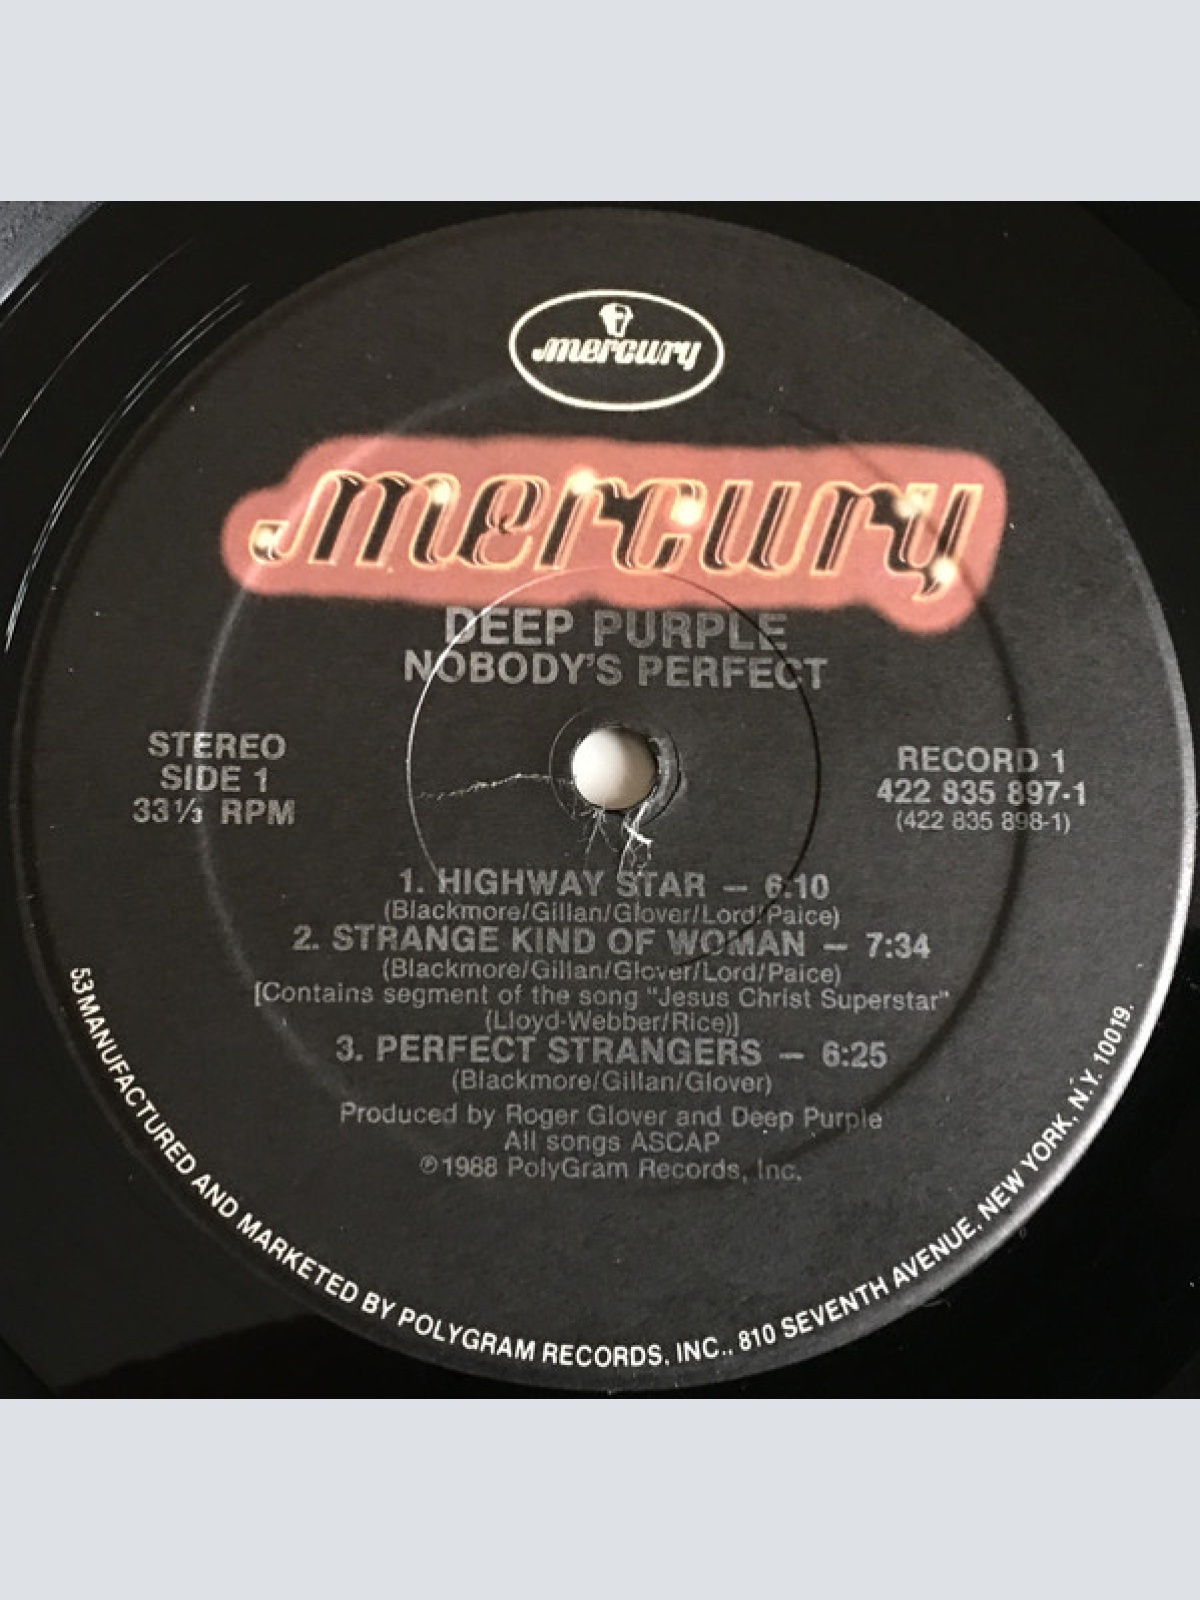 mercury
mercury
DEEP PURPLE
NOBODY'S PERFECT
STEREO
SIDE 1
33⅓ RPM
RECORD 1
422 835 897-1
(422 835 898-1)
1. HIGHWAY STAR — 6:10
(Blackmore/Gillan/Glover/Lord/Paice)
2. STRANGE KIND OF WOMAN — 7:34
(Blackmore/Gillan/Glover/Lord/Paice)
[Contains segment of the song "Jesus Christ Superstar"
(Lloyd-Webber/Rice)]
3. PERFECT STRANGERS — 6:25
(Blackmore/Gillan/Glover)
Produced by Roger Glover and Deep Purple
All songs ASCAP
℗1988 PolyGram Records, Inc.
53 MANUFACTURED AND MARKETED BY POLYGRAM RECORDS, INC., 810 SEVENTH AVENUE, NEW YORK, N.Y. 10019.